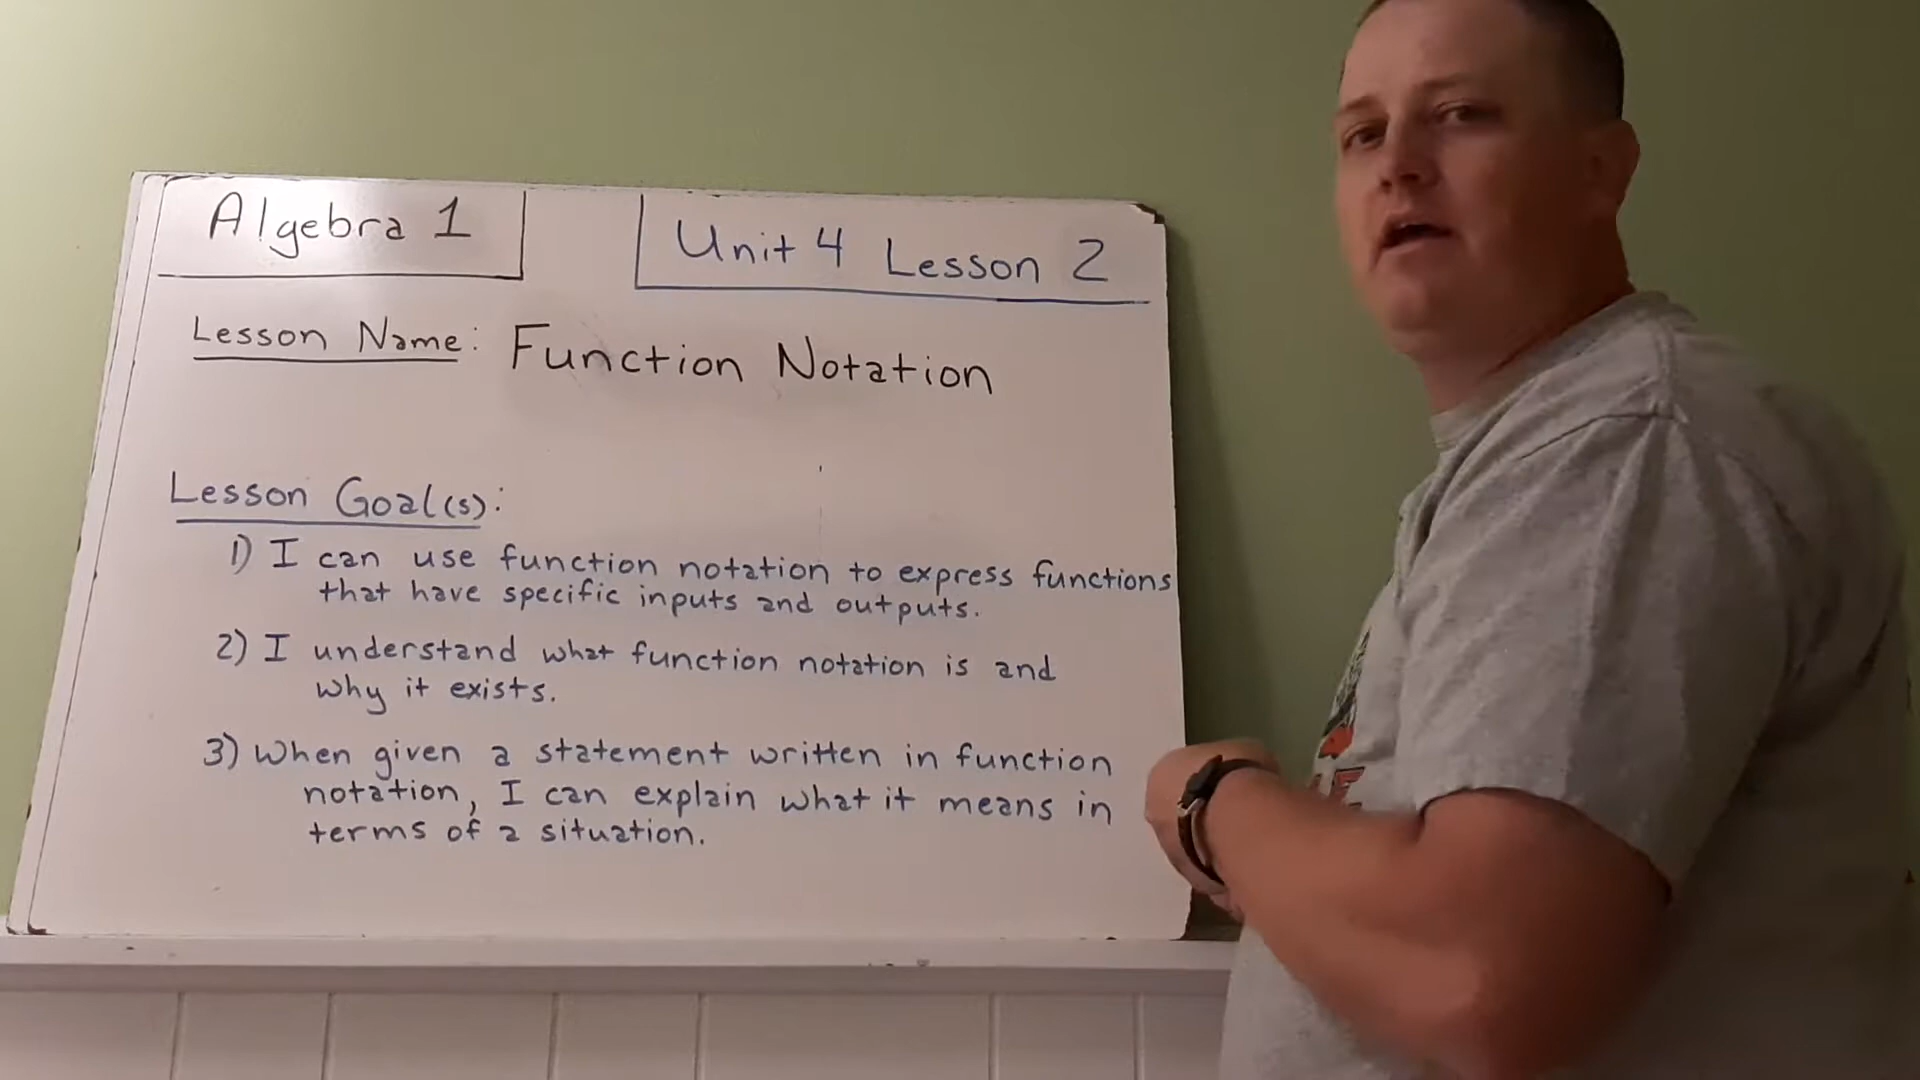 Algebra 1
Unit 4 Lesson 2
Lesson Name: Function Notation
Lesson Goal(s):
1) I can use function notation to express functions
that have specific inputs and outputs.
2) I understand what function notation is and
why it exists.
3) When given a statement written in function
notation, I can explain what it means in
terms of a situation.